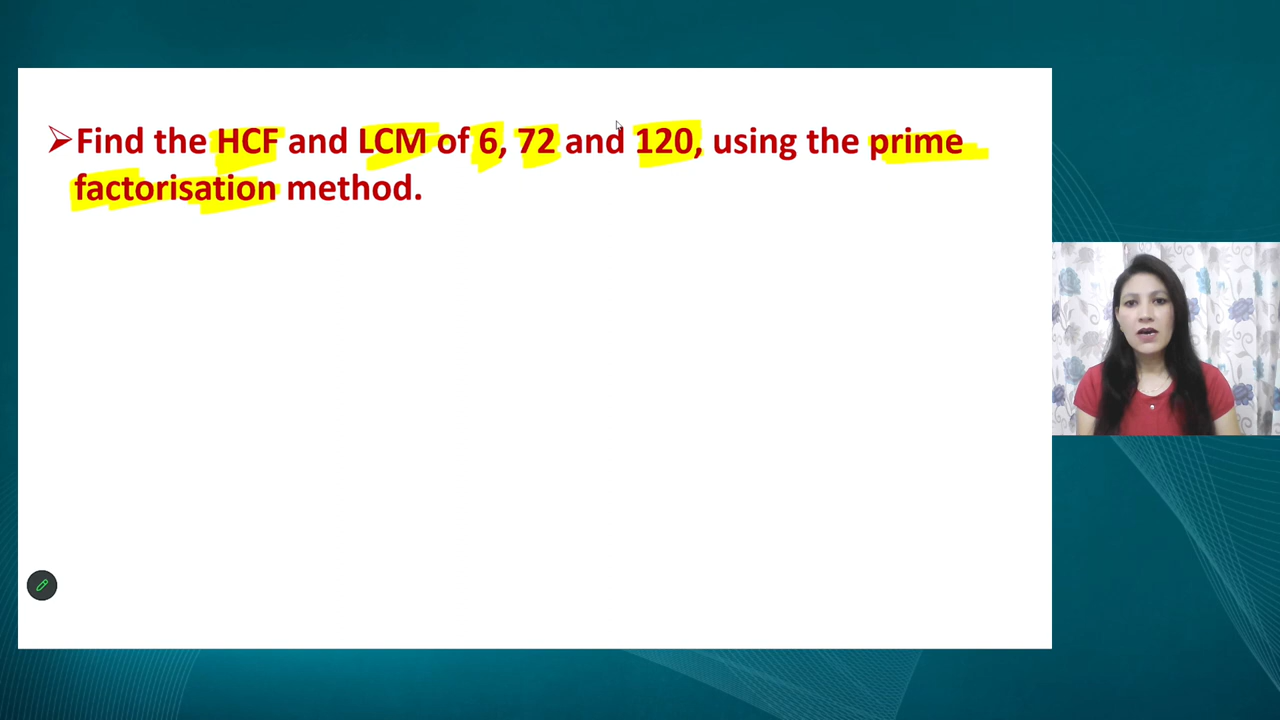 ➢Find the HCF and LCM of 6, 72 and 120, using the prime
factorisation method.